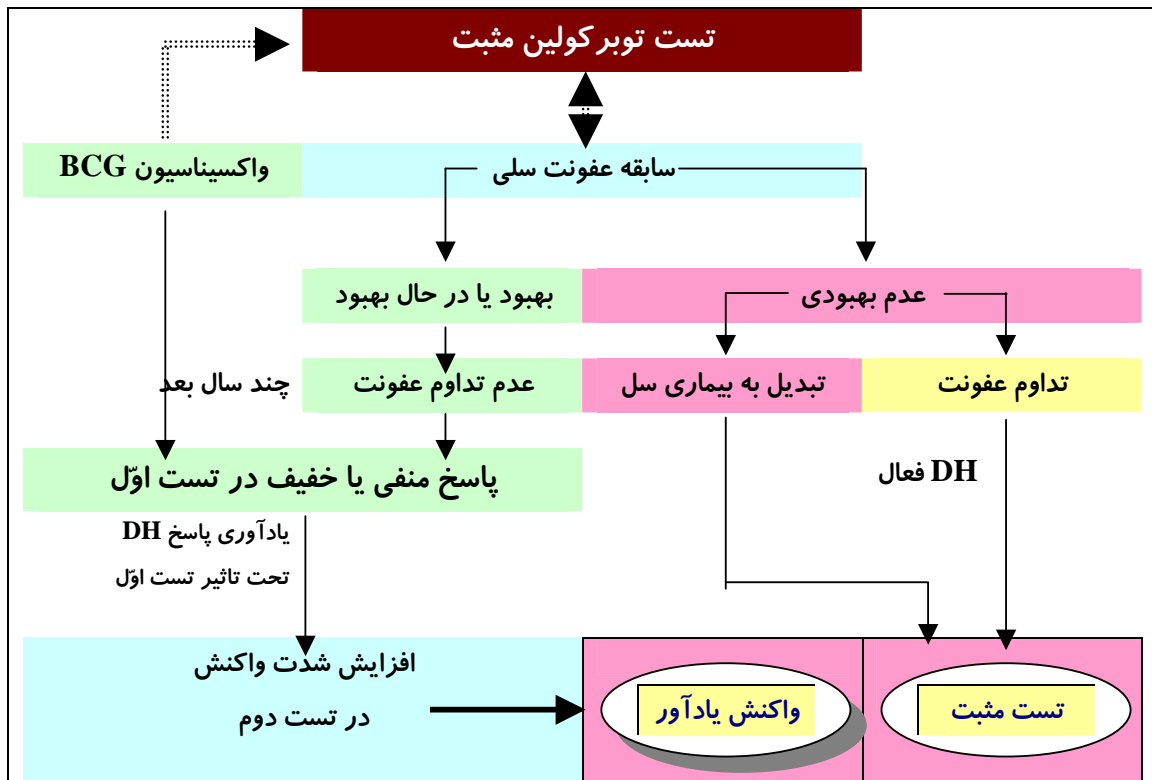 تست توبرکولین مثبت
سابقه عفونت سلی
واکسیناسیون BCG
عدم بهبودی
بهبود یا در حال بهبود
تداوم عفونت
تبدیل به بیماری سل
عدم تداوم عفونت
چند سال بعد
DH فعال
پاسخ منفی یا خفیف در تست اوّل
یادآوری پاسخ DH
تحت تاثیر تست اوّل
تست مثبت
واکنش یادآور
افزایش شدت واکنش
در تست دوم